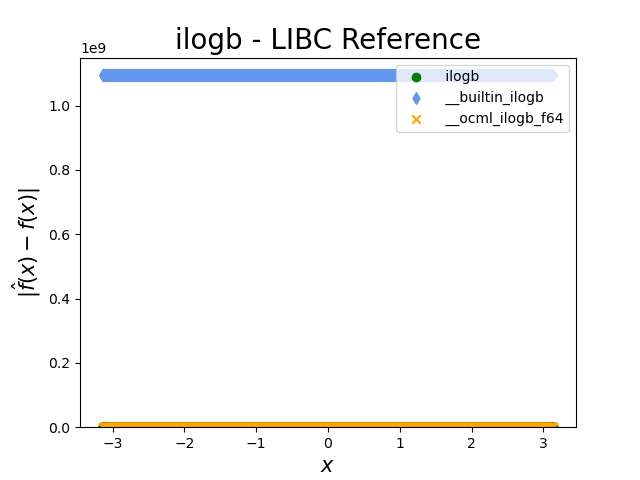 ilogb - LIBC Reference
1e9
ilogb
__builtin_ilogb
__ocml_ilogb_f64
1.0
0.8
0.6
0.4
0.2
0.0
|f̂(x) − f(x)|
−3 −2 −1 0 1 2 3
x